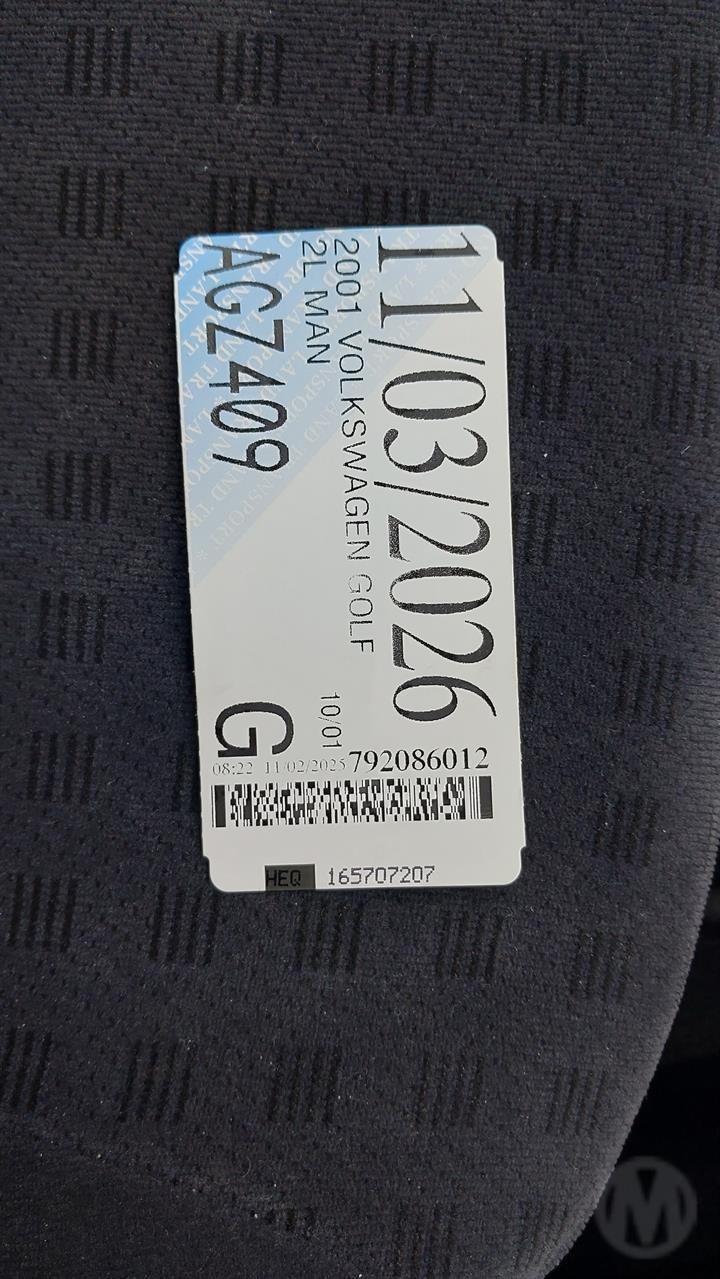 11/03/2026
2001 VOLKSWAGEN GOLF
2L MAN
10/01
AGZ409
G
08:22 11/02/2025 792086012
HEQ 165707207
M